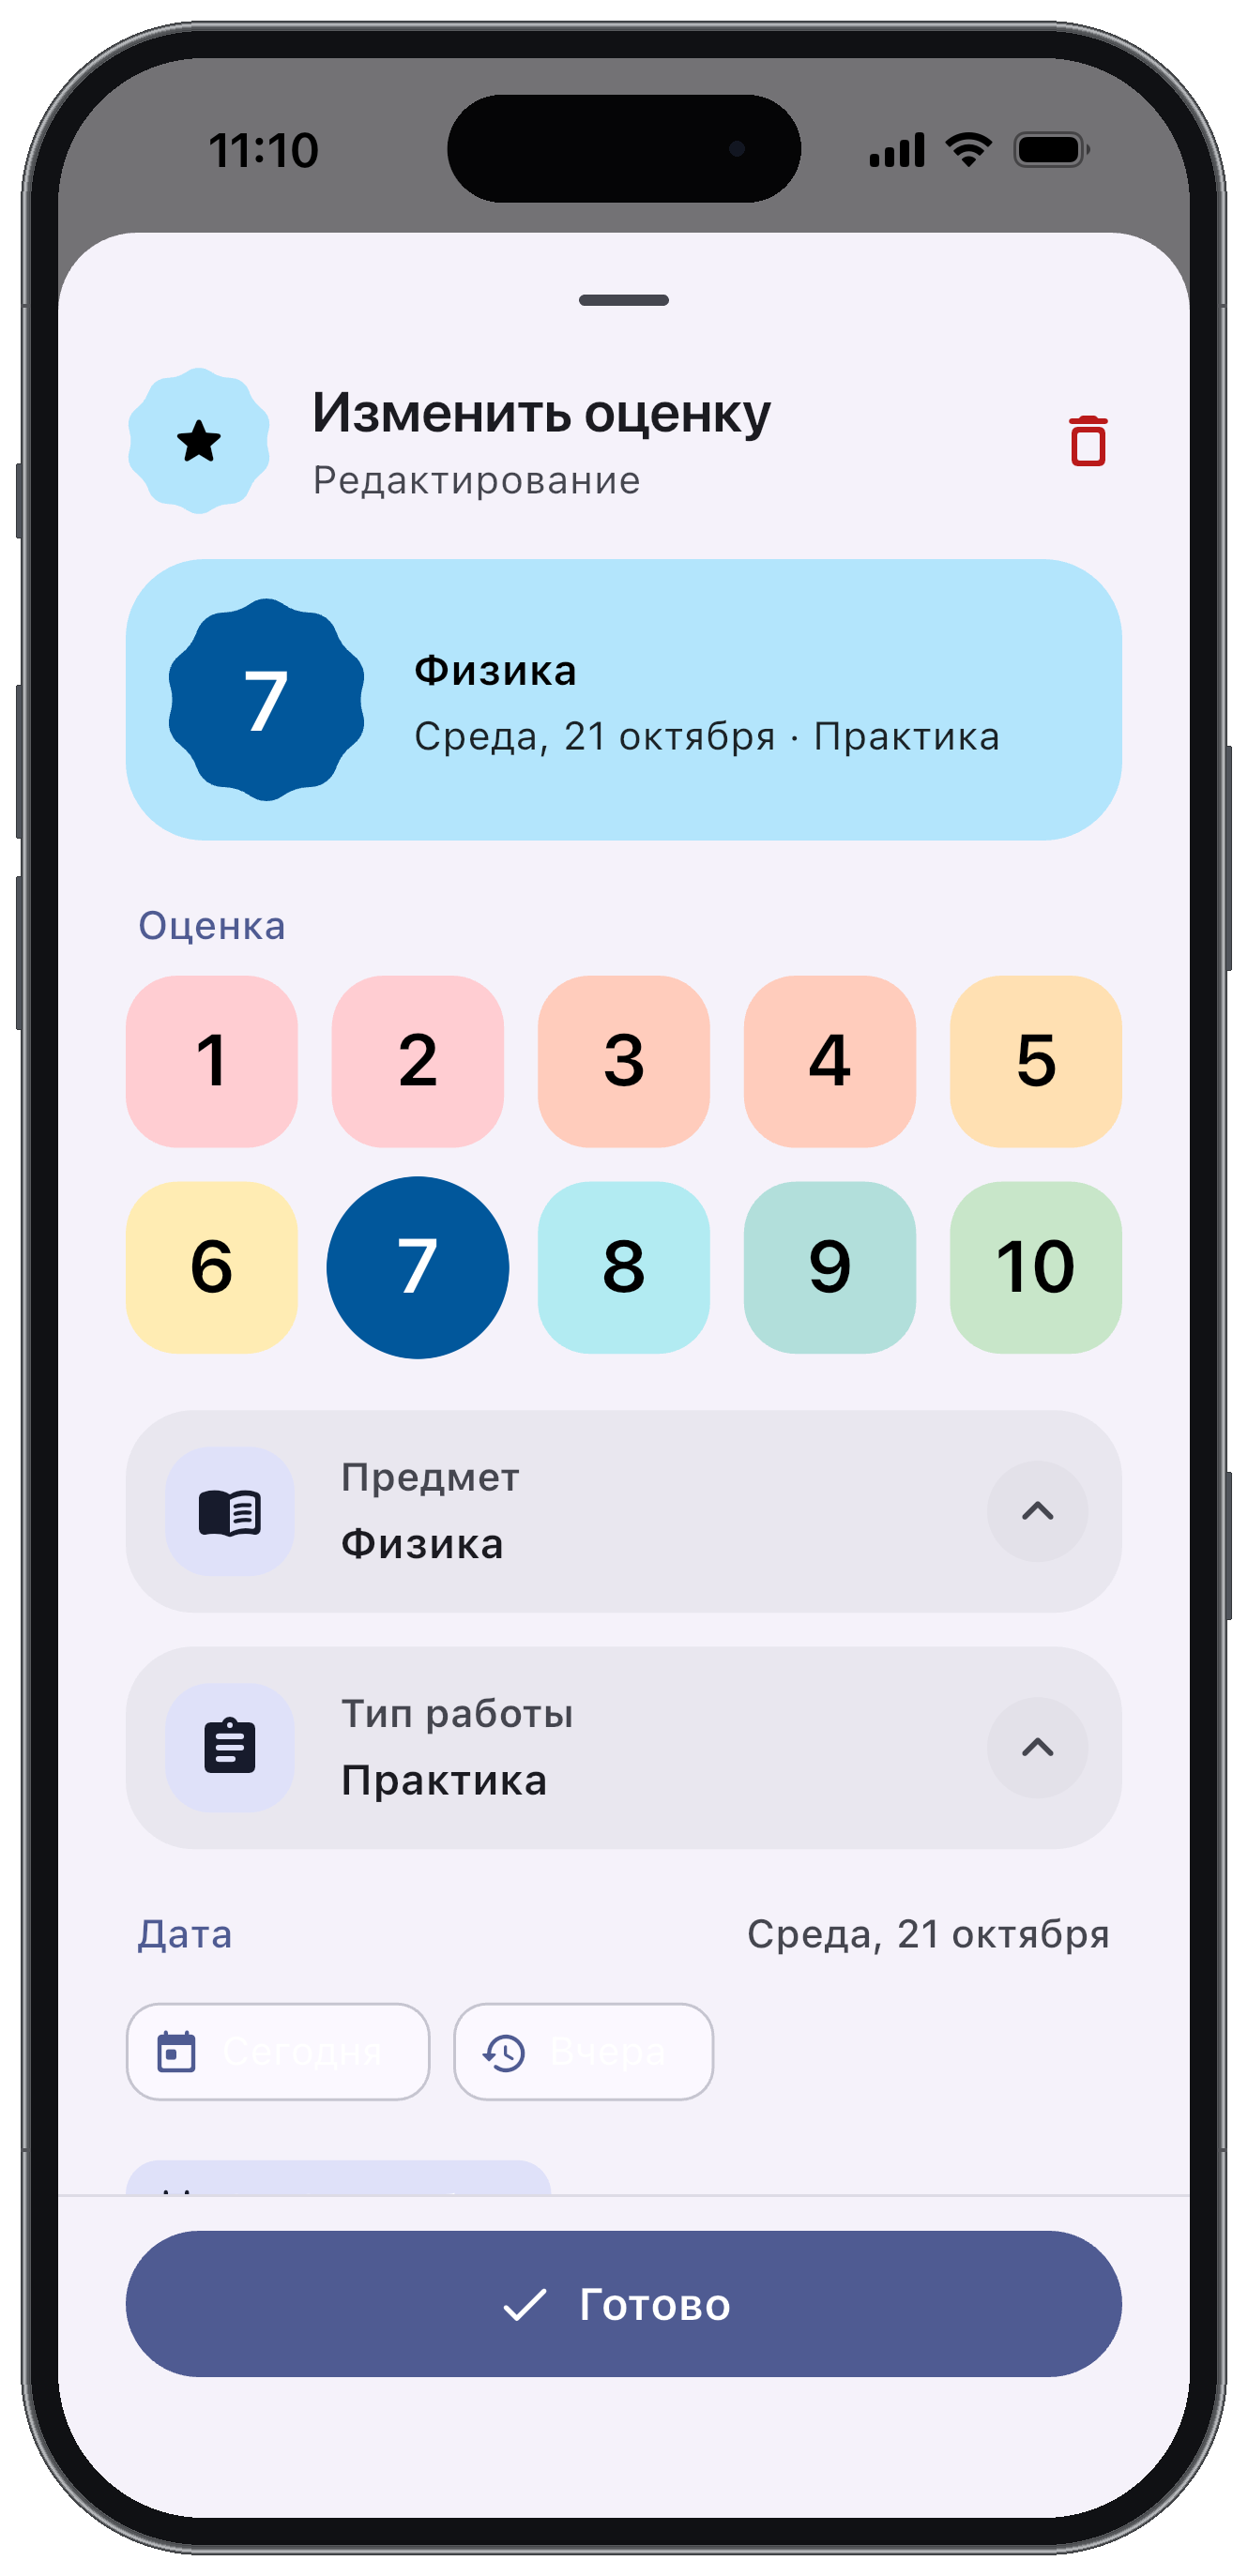 11:10
Изменить оценку
Редактирование
7
Физика
Среда, 21 октября · Практика
Оценка
1 2 3 4 5
6 7 8 9 10
Предмет
Физика
Тип работы
Практика
Дата Среда, 21 октября
Сегодня Вчера
Готово